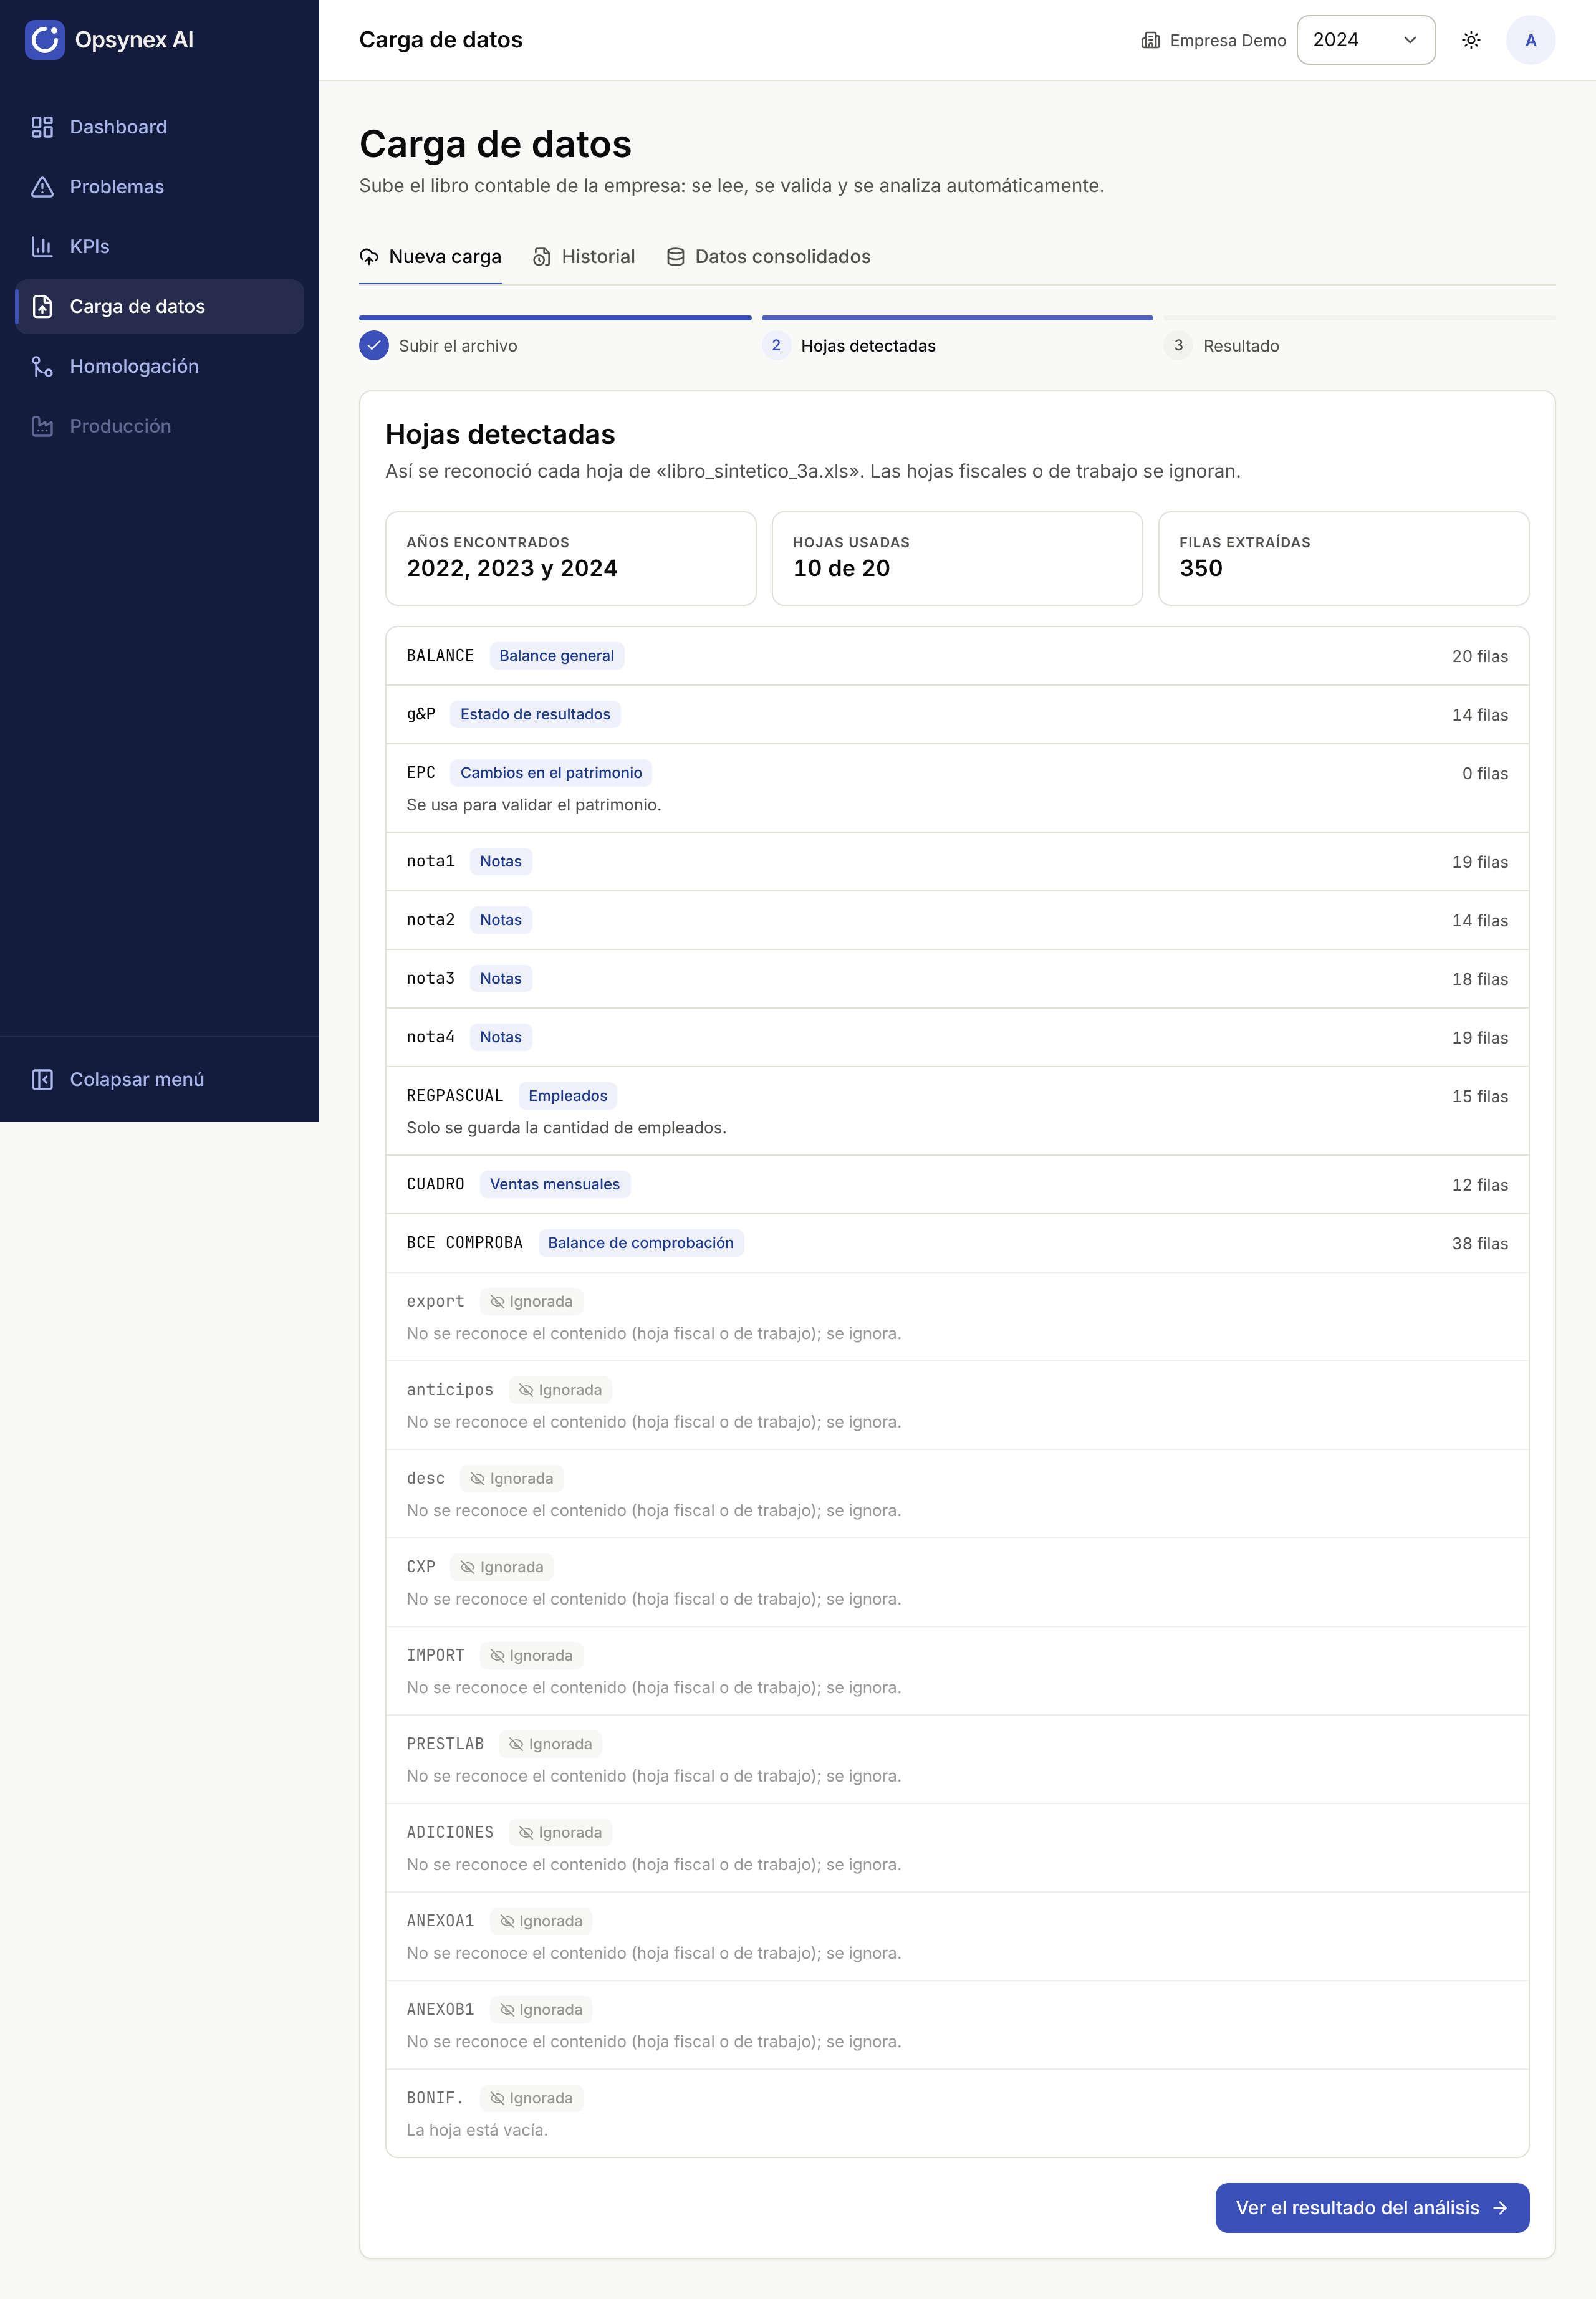 Opsynex AI
Dashboard
Problemas
KPIs
Carga de datos
Homologación
Producción
Colapsar menú
Carga de datos
Empresa Demo
2024
A
Carga de datos
Sube el libro contable de la empresa: se lee, se valida y se analiza automáticamente.
Nueva carga
Historial
Datos consolidados
Subir el archivo
2 Hojas detectadas
3 Resultado
Hojas detectadas
Así se reconoció cada hoja de «libro_sintetico_3a.xls». Las hojas fiscales o de trabajo se ignoran.
AÑOS ENCONTRADOS
2022, 2023 y 2024
HOJAS USADAS
10 de 20
FILAS EXTRAÍDAS
350
BALANCE Balance general 20 filas
g&P Estado de resultados 14 filas
EPC Cambios en el patrimonio 0 filas
Se usa para validar el patrimonio.
nota1 Notas 19 filas
nota2 Notas 14 filas
nota3 Notas 18 filas
nota4 Notas 19 filas
REGPASCUAL Empleados 15 filas
Solo se guarda la cantidad de empleados.
CUADRO Ventas mensuales 12 filas
BCE COMPROBA Balance de comprobación 38 filas
export Ignorada
No se reconoce el contenido (hoja fiscal o de trabajo); se ignora.
anticipos Ignorada
No se reconoce el contenido (hoja fiscal o de trabajo); se ignora.
desc Ignorada
No se reconoce el contenido (hoja fiscal o de trabajo); se ignora.
CXP Ignorada
No se reconoce el contenido (hoja fiscal o de trabajo); se ignora.
IMPORT Ignorada
No se reconoce el contenido (hoja fiscal o de trabajo); se ignora.
PRESTLAB Ignorada
No se reconoce el contenido (hoja fiscal o de trabajo); se ignora.
ADICIONES Ignorada
No se reconoce el contenido (hoja fiscal o de trabajo); se ignora.
ANEXOA1 Ignorada
No se reconoce el contenido (hoja fiscal o de trabajo); se ignora.
ANEXOB1 Ignorada
No se reconoce el contenido (hoja fiscal o de trabajo); se ignora.
BONIF. Ignorada
La hoja está vacía.
Ver el resultado del análisis